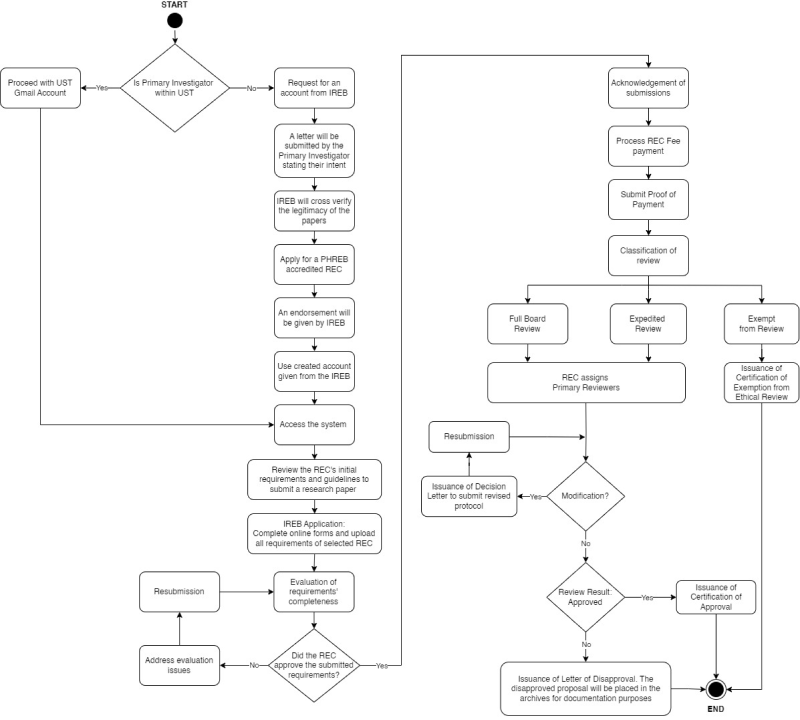 START
Is Primary Investigator
within UST
Yes
No
Proceed with UST
Gmail Account
Request for an
account from IREB
A letter will be
submitted by the
Primary Investigator
stating their intent
IREB will cross verify
the legitimacy of the
papers
Apply for a PHREB
accredited REC
An endorsement will
be given by IREB
Use created account
given from the IREB
Access the system
Review the REC's initial
requirements and guidelines to
submit a research paper
IREB Application:
Complete online forms and upload
all requirements of selected REC
Evaluation of
requirements'
completeness
Resubmission
Address evaluation
issues
Did the REC
approve the submitted
requirements?
No
Yes
Acknowledgement of
submissions
Process REC Fee
payment
Submit Proof of
Payment
Classification of
review
Full Board
Review
Expedited
Review
Exempt
from Review
REC assigns
Primary Reviewers
Issuance of
Certification of
Exemption from
Ethical Review
Resubmission
Issuance of Decision
Letter to submit revised
protocol
Yes
Modification?
No
Review Result:
Approved
Yes
Issuance of
Certification of
Approval
No
Issuance of Letter of Disapproval. The
disapproved proposal will be placed in the
archives for documentation purposes
END